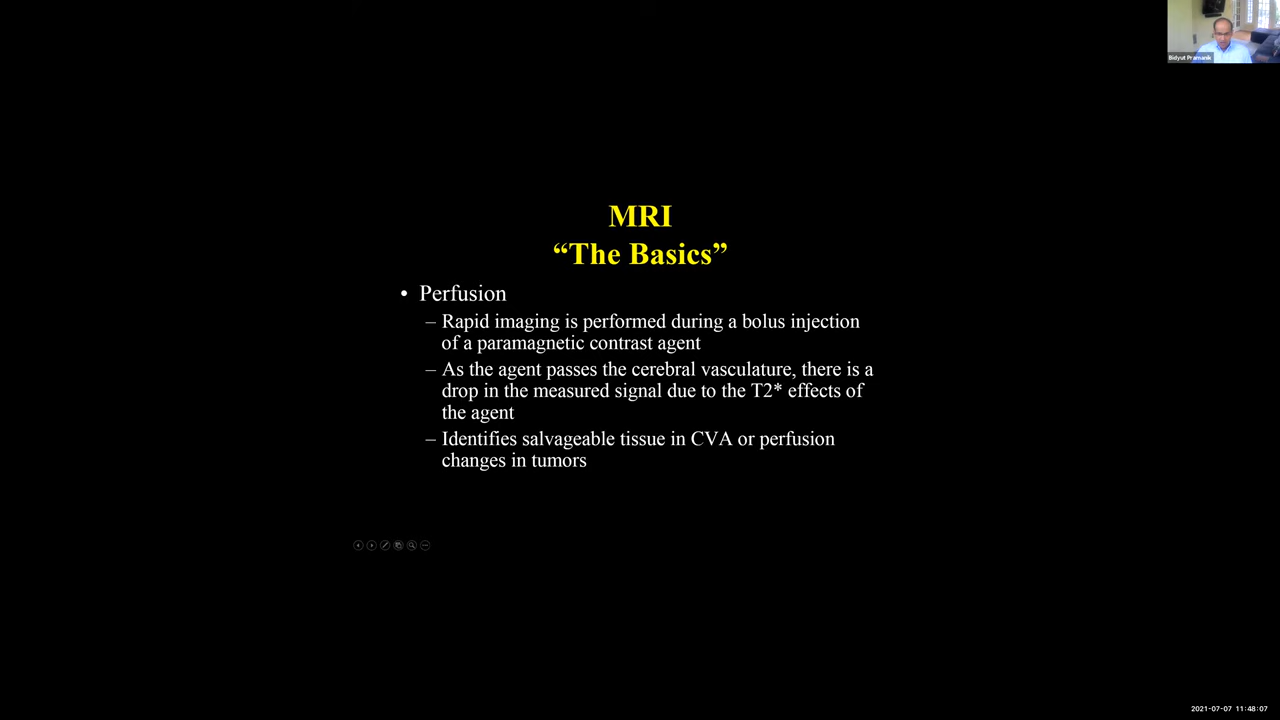 Bidyut Pramanik
MRI
“The Basics”
• Perfusion
– Rapid imaging is performed during a bolus injection
of a paramagnetic contrast agent
– As the agent passes the cerebral vasculature, there is a
drop in the measured signal due to the T2* effects of
the agent
– Identifies salvageable tissue in CVA or perfusion
changes in tumors
2021-07-07 11:48:07